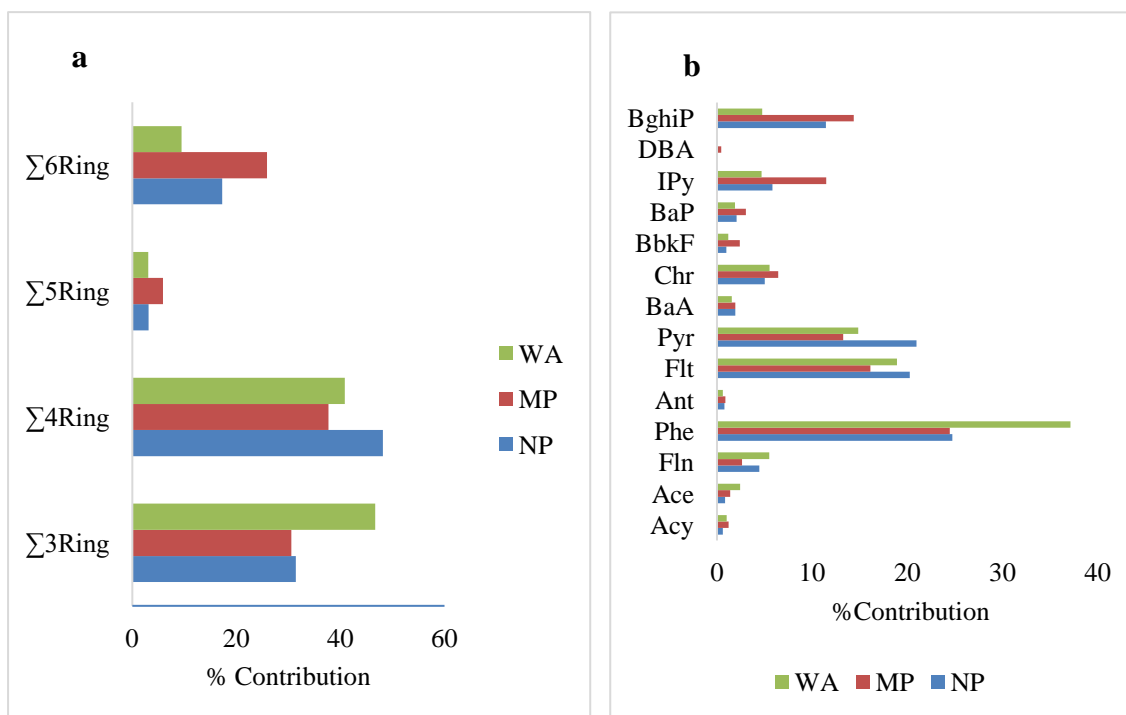 a
∑6Ring
∑5Ring
∑4Ring
∑3Ring
0 20 40 60
% Contribution
WA
MP
NP
b
BghiP
DBA
IPy
BaP
BbkF
Chr
BaA
Pyr
Flt
Ant
Phe
Fln
Ace
Acy
0 10 20 30 40
%Contribution
WA MP NP